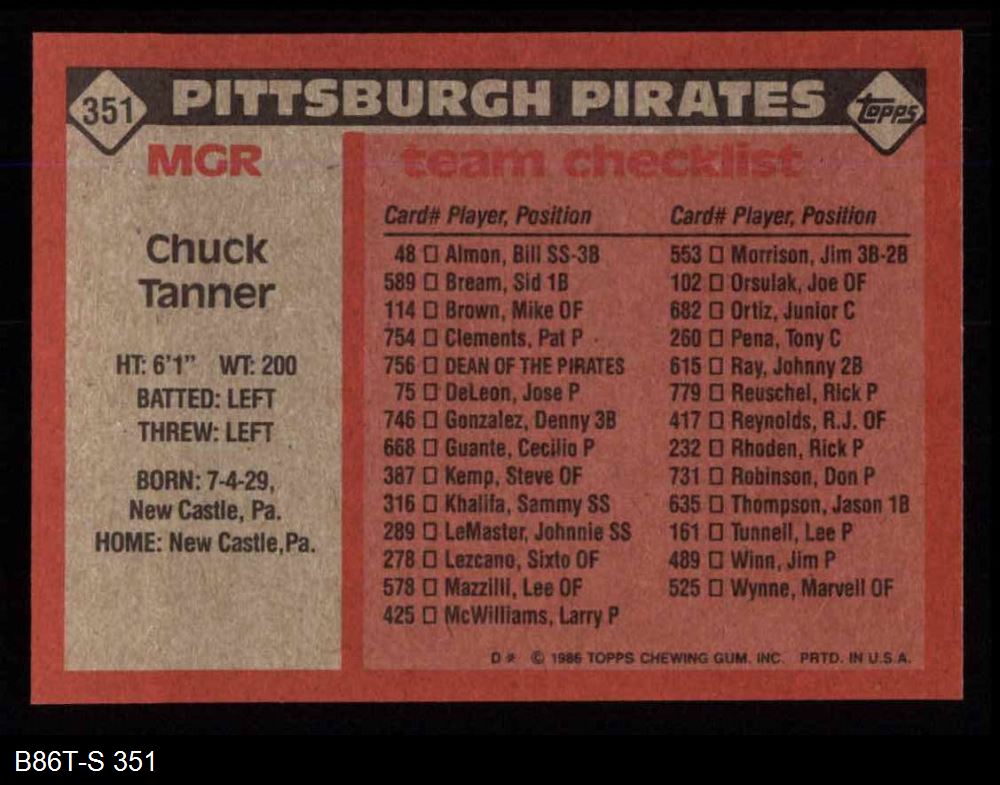 351 PITTSBURGH PIRATES TOPPS
MGR
Chuck
Tanner
HT: 6'1" WT: 200
BATTED: LEFT
THREW: LEFT
BORN: 7-4-29,
New Castle, Pa.
HOME: New Castle,Pa.
team checklist
Card# Player, Position
48 □ Almon, Bill SS-3B
589 □ Bream, Sid 1B
114 □ Brown, Mike OF
754 □ Clements, Pat P
756 □ DEAN OF THE PIRATES
75 □ DeLeon, Jose P
746 □ Gonzalez, Denny 3B
668 □ Guante, Cecilio P
387 □ Kemp, Steve OF
316 □ Khalifa, Sammy SS
289 □ LeMaster, Johnnie SS
278 □ Lezcano, Sixto OF
578 □ Mazzilli, Lee OF
425 □ McWilliams, Larry P
Card# Player, Position
553 □ Morrison, Jim 3B-2B
102 □ Orsulak, Joe OF
682 □ Ortiz, Junior C
260 □ Pena, Tony C
615 □ Ray, Johnny 2B
779 □ Reuschel, Rick P
417 □ Reynolds, R.J. OF
232 □ Rhoden, Rick P
731 □ Robinson, Don P
635 □ Thompson, Jason 1B
161 □ Tunnell, Lee P
489 □ Winn, Jim P
525 □ Wynne, Marvell OF
D* © 1986 TOPPS CHEWING GUM, INC. PRTD. IN U.S.A.
B86T-S 351